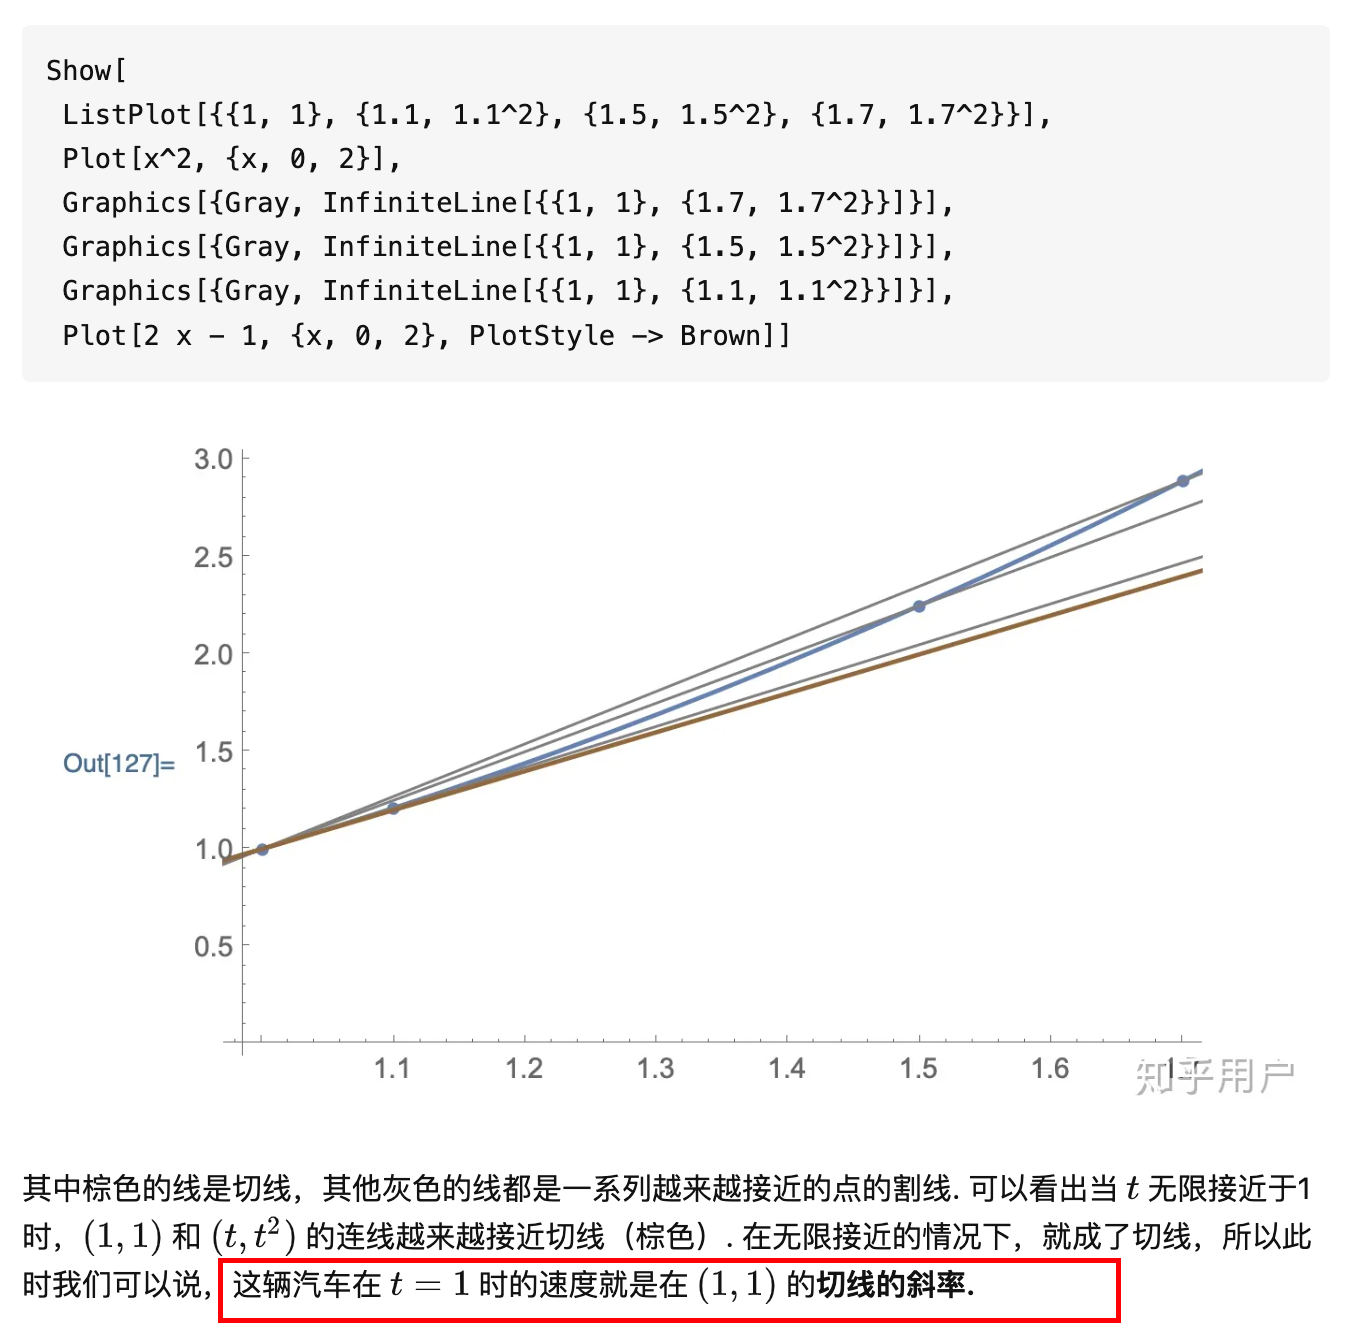 Show[
ListPlot[{{1, 1}, {1.1, 1.1^2}, {1.5, 1.5^2}, {1.7, 1.7^2}}],
Plot[x^2, {x, 0, 2}],
Graphics[{Gray, InfiniteLine[{{1, 1}, {1.7, 1.7^2}}]}],
Graphics[{Gray, InfiniteLine[{{1, 1}, {1.5, 1.5^2}}]}],
Graphics[{Gray, InfiniteLine[{{1, 1}, {1.1, 1.1^2}}]}],
Plot[2 x - 1, {x, 0, 2}, PlotStyle -> Brown]]
3.0
2.5
2.0
1.5
Out[127]=
1.0
0.5
1.1 1.2 1.3 1.4 1.5 1.6
知乎用户
其中棕色的线是切线，其他灰色的线都是一系列越来越接近的点的割线. 可以看出当 t 无限接近于1
时，(1, 1) 和 (t, t²) 的连线越来越接近切线（棕色）. 在无限接近的情况下，就成了切线，所以此
时我们可以说，这辆汽车在 t = 1 时的速度就是在 (1, 1) 的切线的斜率.